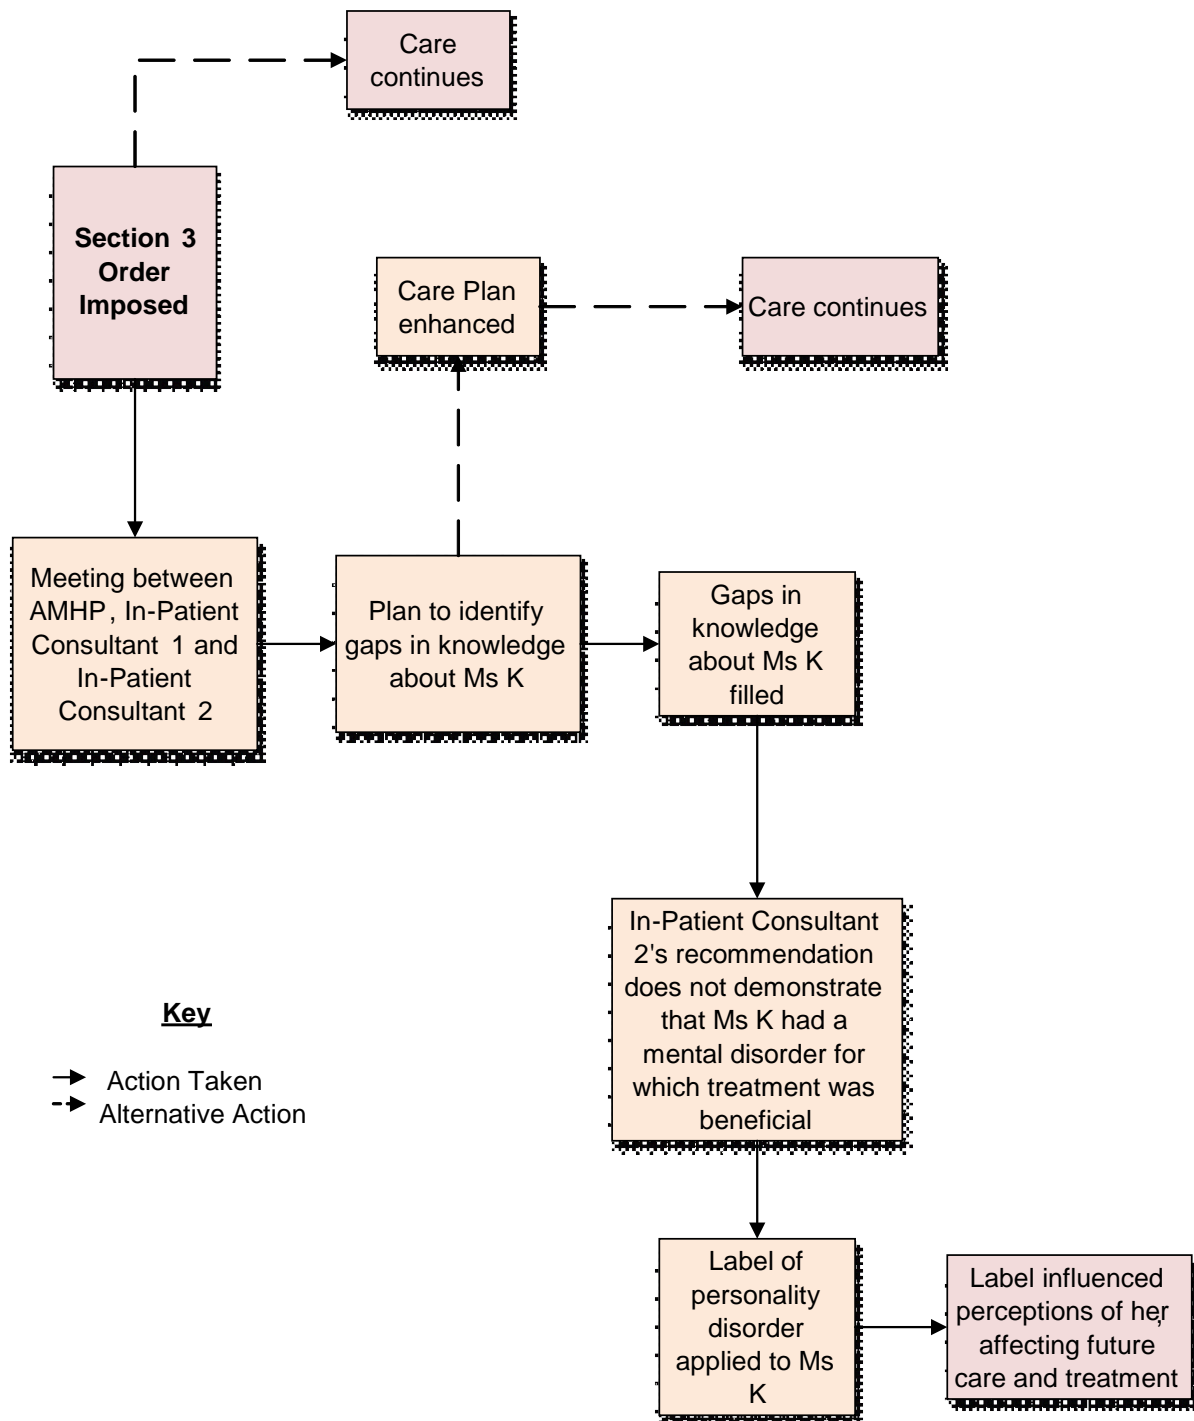 Care
continues
Section 3
Order
Imposed
Care Plan
enhanced
Care continues
Meeting between
AMHP, In-Patient
Consultant 1 and
In-Patient
Consultant 2
Plan to identify
gaps in knowledge
about Ms K
Gaps in
knowledge
about Ms K
filled
In-Patient Consultant
2's recommendation
does not demonstrate
that Ms K had a
mental disorder for
which treatment was
beneficial
Key
Action Taken
Alternative Action
Label of
personality
disorder
applied to Ms
K
Label influenced
perceptions of her,
affecting future
care and treatment